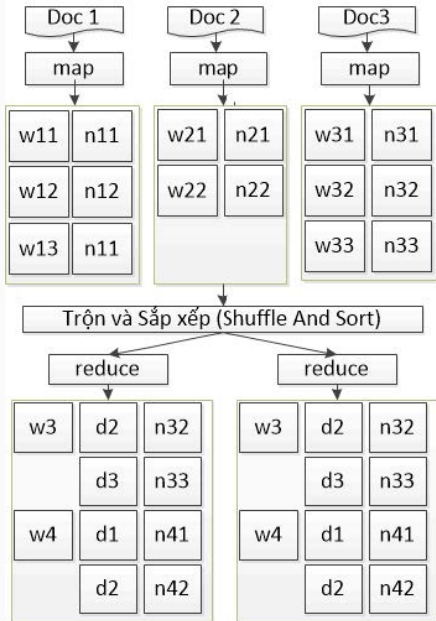 Doc 1 Doc 2 Doc3
map map map
w11 n11 w21 n21 w31 n31
w12 n12 w22 n22 w32 n32
w13 n11 w33 n33
Trộn và Sắp xếp (Shuffle And Sort)
reduce reduce
w3 d2 n32 w3 d2 n32
d3 n33 d3 n33
w4 d1 n41 w4 d1 n41
d2 n42 d2 n42